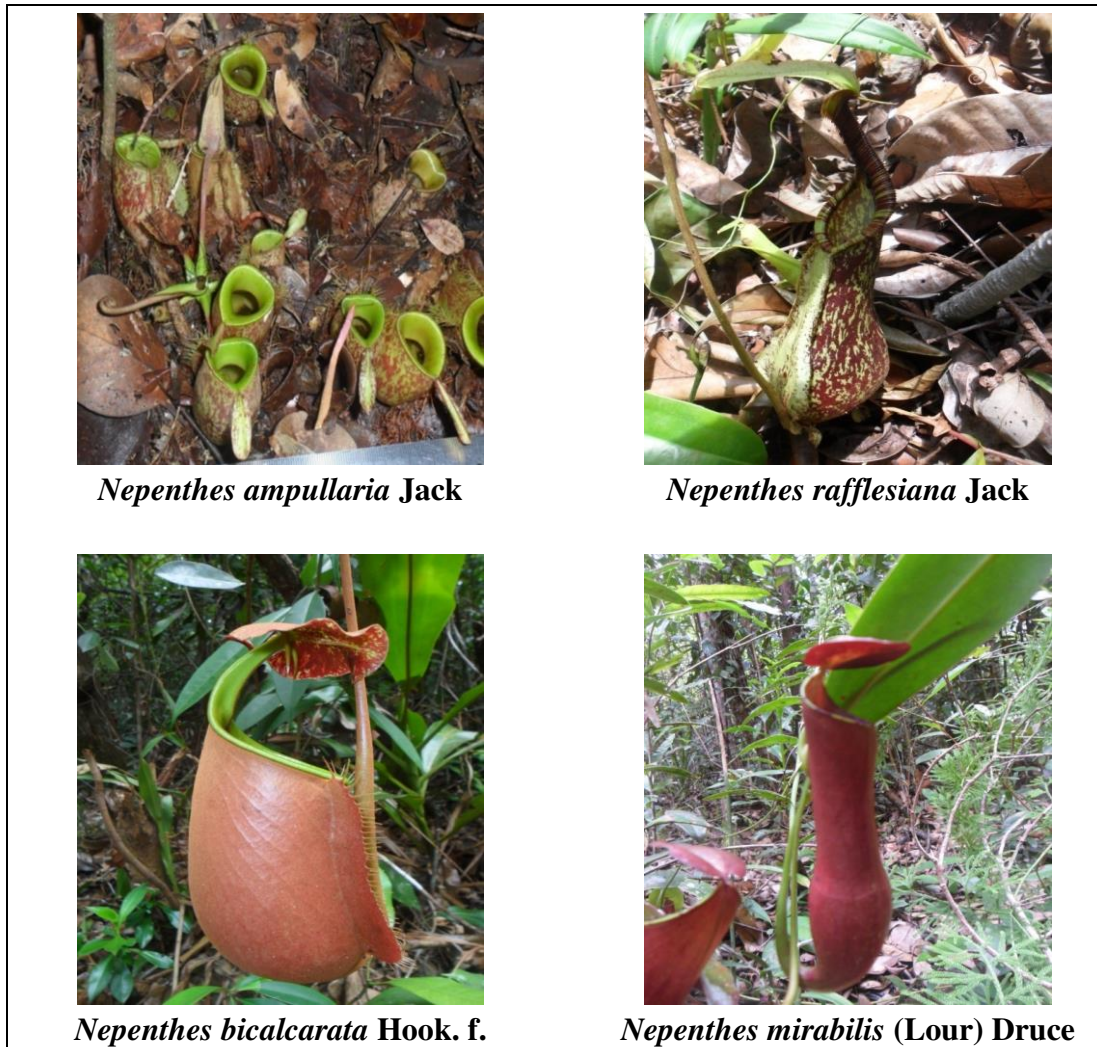 Nepenthes ampullaria Jack
Nepenthes rafflesiana Jack
Nepenthes bicalcarata Hook. f.
Nepenthes mirabilis (Lour) Druce